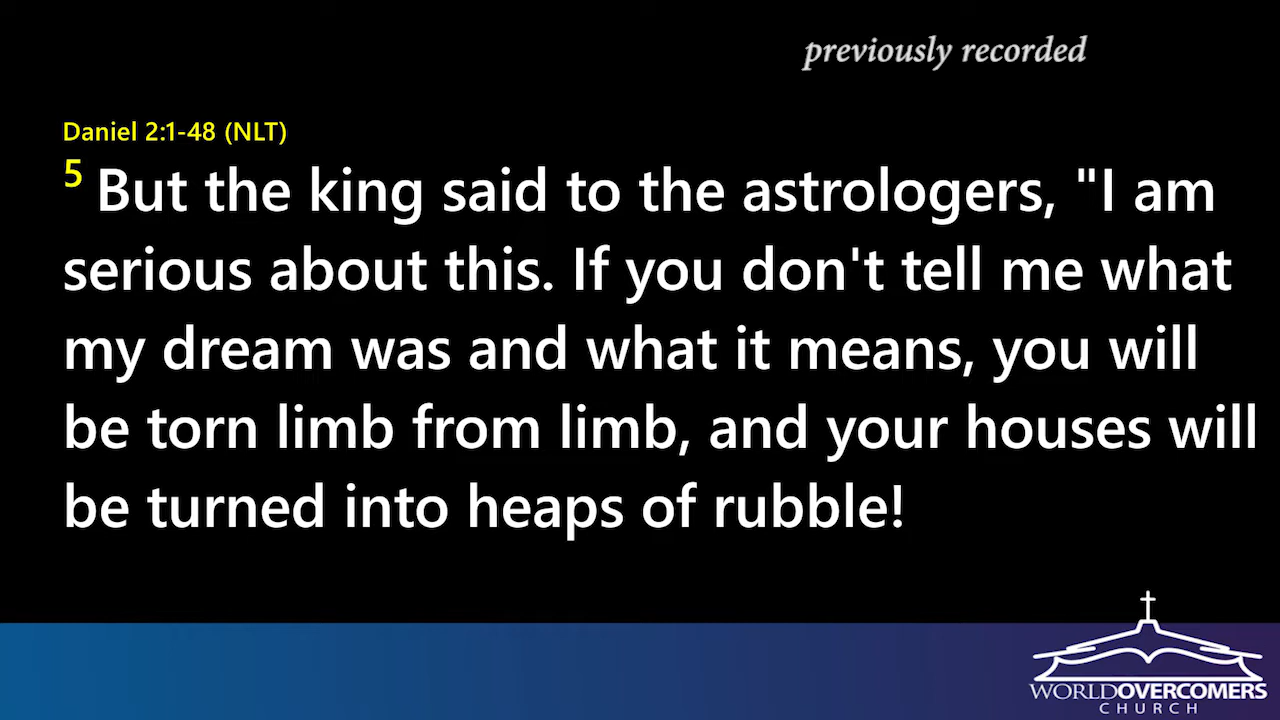 previously recorded
Daniel 2:1-48 (NLT)
5 But the king said to the astrologers, "I am
serious about this. If you don't tell me what
my dream was and what it means, you will
be torn limb from limb, and your houses will
be turned into heaps of rubble!
WORLDOVERCOMERS
CHURCH